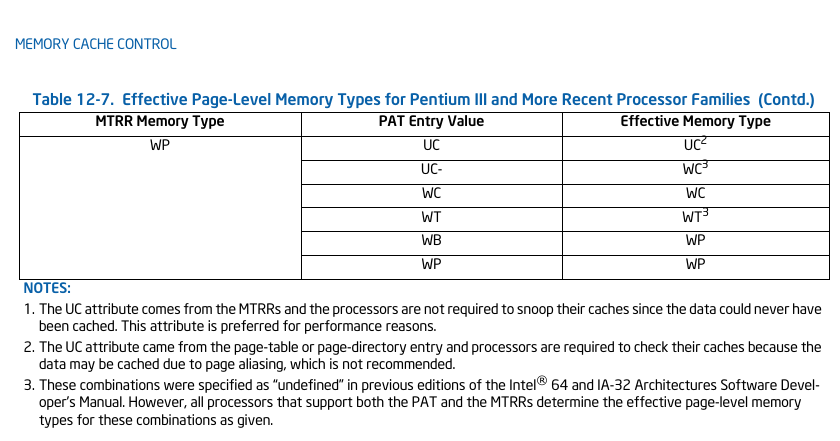 MEMORY CACHE CONTROL
Table 12-7. Effective Page-Level Memory Types for Pentium III and More Recent Processor Families (Contd.)
MTRR Memory Type PAT Entry Value Effective Memory Type
WP UC UC2
UC- WC3
WC WC
WT WT3
WB WP
WP WP
NOTES:
1. The UC attribute comes from the MTRRs and the processors are not required to snoop their caches since the data could never have
been cached. This attribute is preferred for performance reasons.
2. The UC attribute came from the page-table or page-directory entry and processors are required to check their caches because the
data may be cached due to page aliasing, which is not recommended.
3. These combinations were specified as “undefined” in previous editions of the Intel® 64 and IA-32 Architectures Software Devel-
oper's Manual. However, all processors that support both the PAT and the MTRRs determine the effective page-level memory
types for these combinations as given.